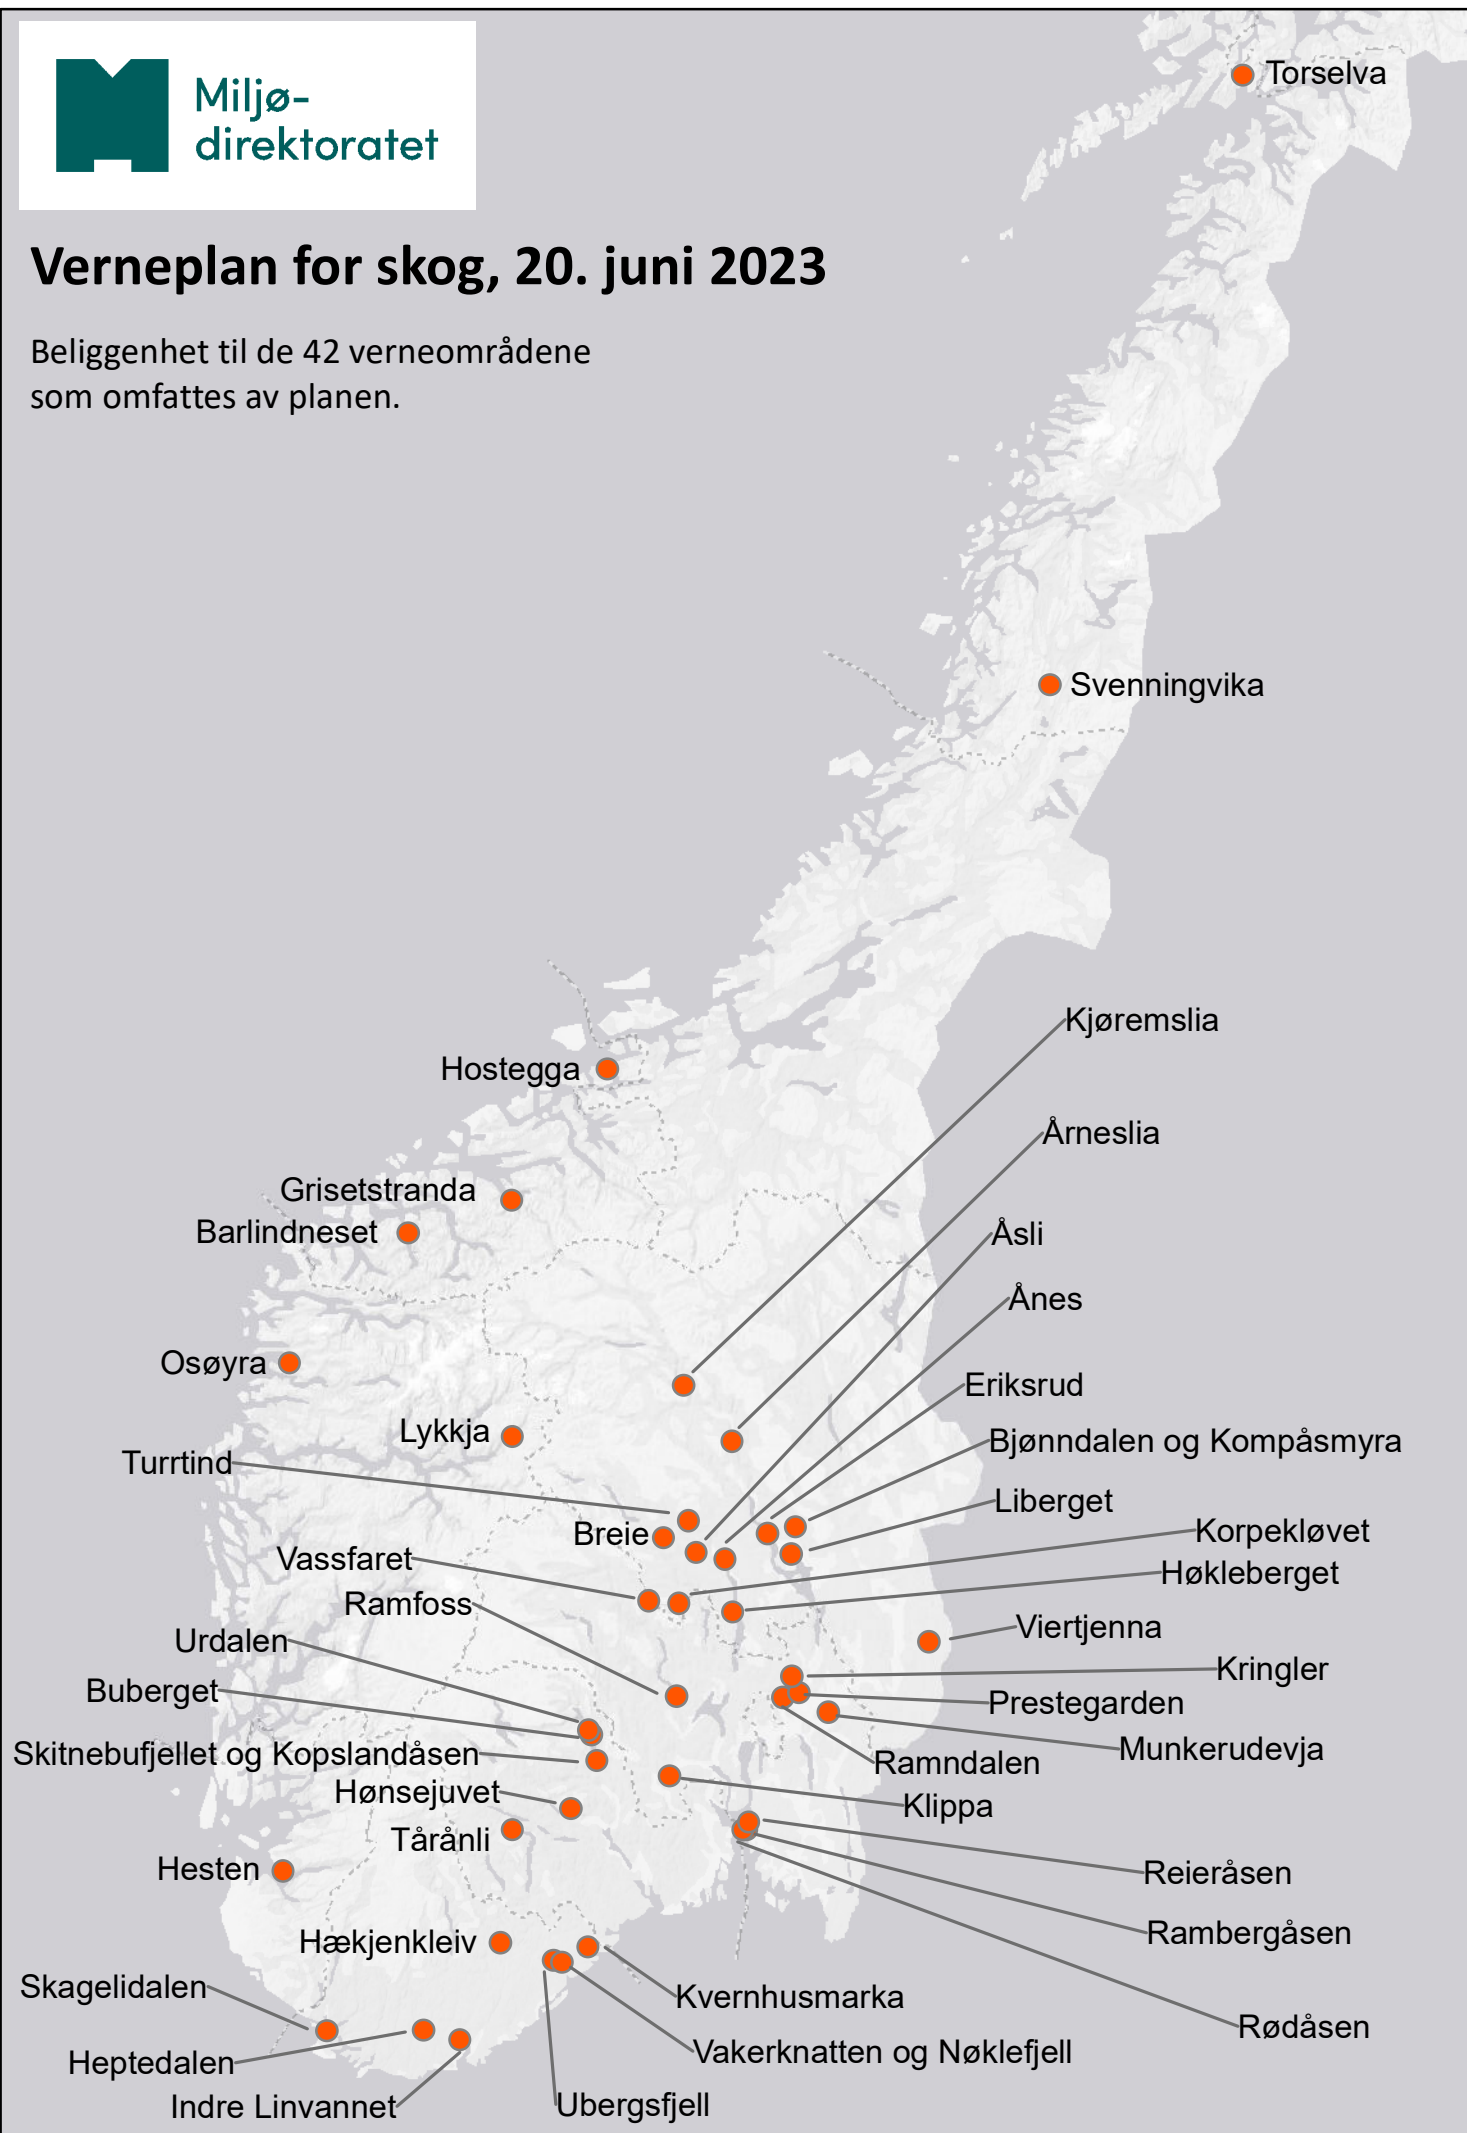 Miljø-
direktoratet
Verneplan for skog, 20. juni 2023
Beliggenhet til de 42 verneområdene
som omfattes av planen.
Torselva
Svenningvika
Kjøremslia
Hostegga
Årneslia
Grisetstranda
Barlindneset
Åsli
Ånes
Osøyra
Eriksrud
Lykkja
Bjønndalen og Kompåsmyra
Turrtind
Liberget
Breie
Korpekløvet
Vassfaret
Høkleberget
Ramfoss
Viertjenna
Urdalen
Kringler
Buberget
Prestegarden
Skitnebufjellet og Kopslandåsen
Munkerudevja
Ramndalen
Hønsejuvet
Klippa
Tårånli
Hesten
Reieråsen
Rambergåsen
Hækjenkleiv
Skagelidalen
Kvernhusmarka
Rødåsen
Vakerknatten og Nøklefjell
Heptedalen
Indre Linvannet
Ubergsfjell